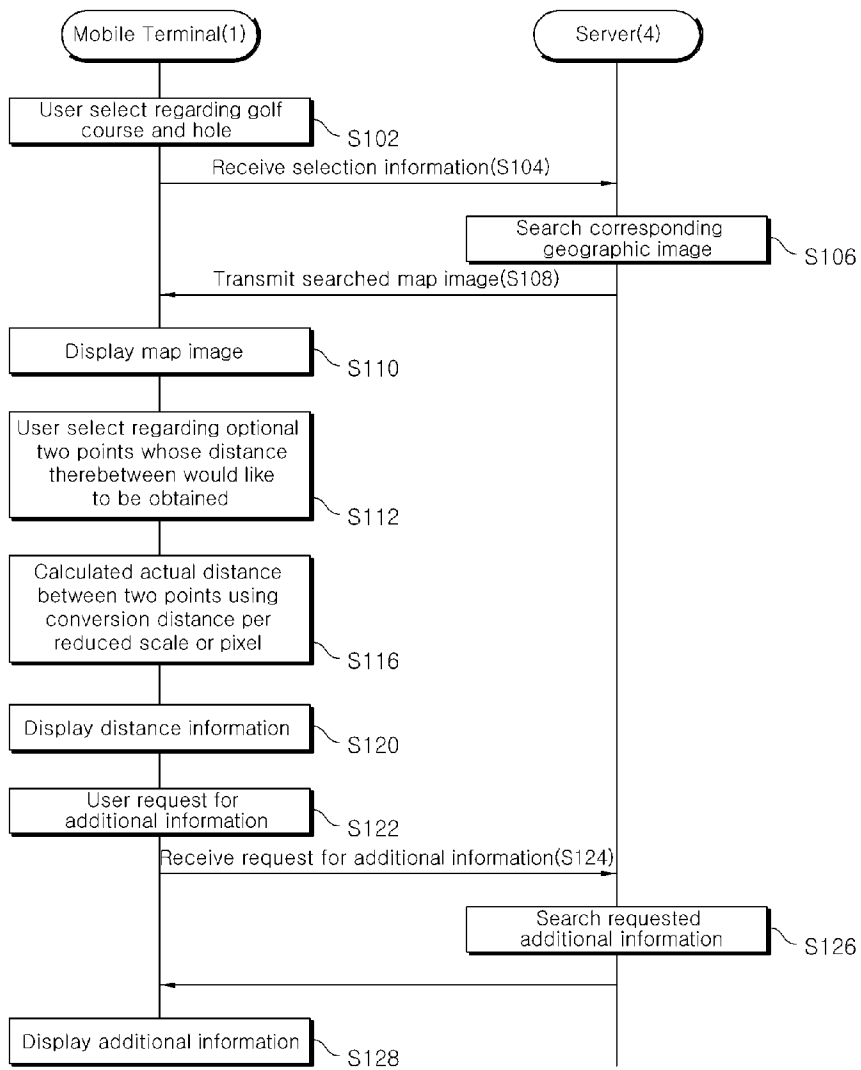 Mobile Terminal(1)
Server(4)
User select regarding golf
course and hole
S102
Receive selection information(S104)
Search corresponding
geographic image
S106
Transmit searched map image(S108)
Display map image
S110
User select regarding optional
two points whose distance
therebetween would like
to be obtained
S112
Calculated actual distance
between two points using
conversion distance per
reduced scale or pixel
S116
Display distance information
S120
User request for
additional information
S122
Receive request for additional information(S124)
Search requested
additional information
S126
Display additional information
S128